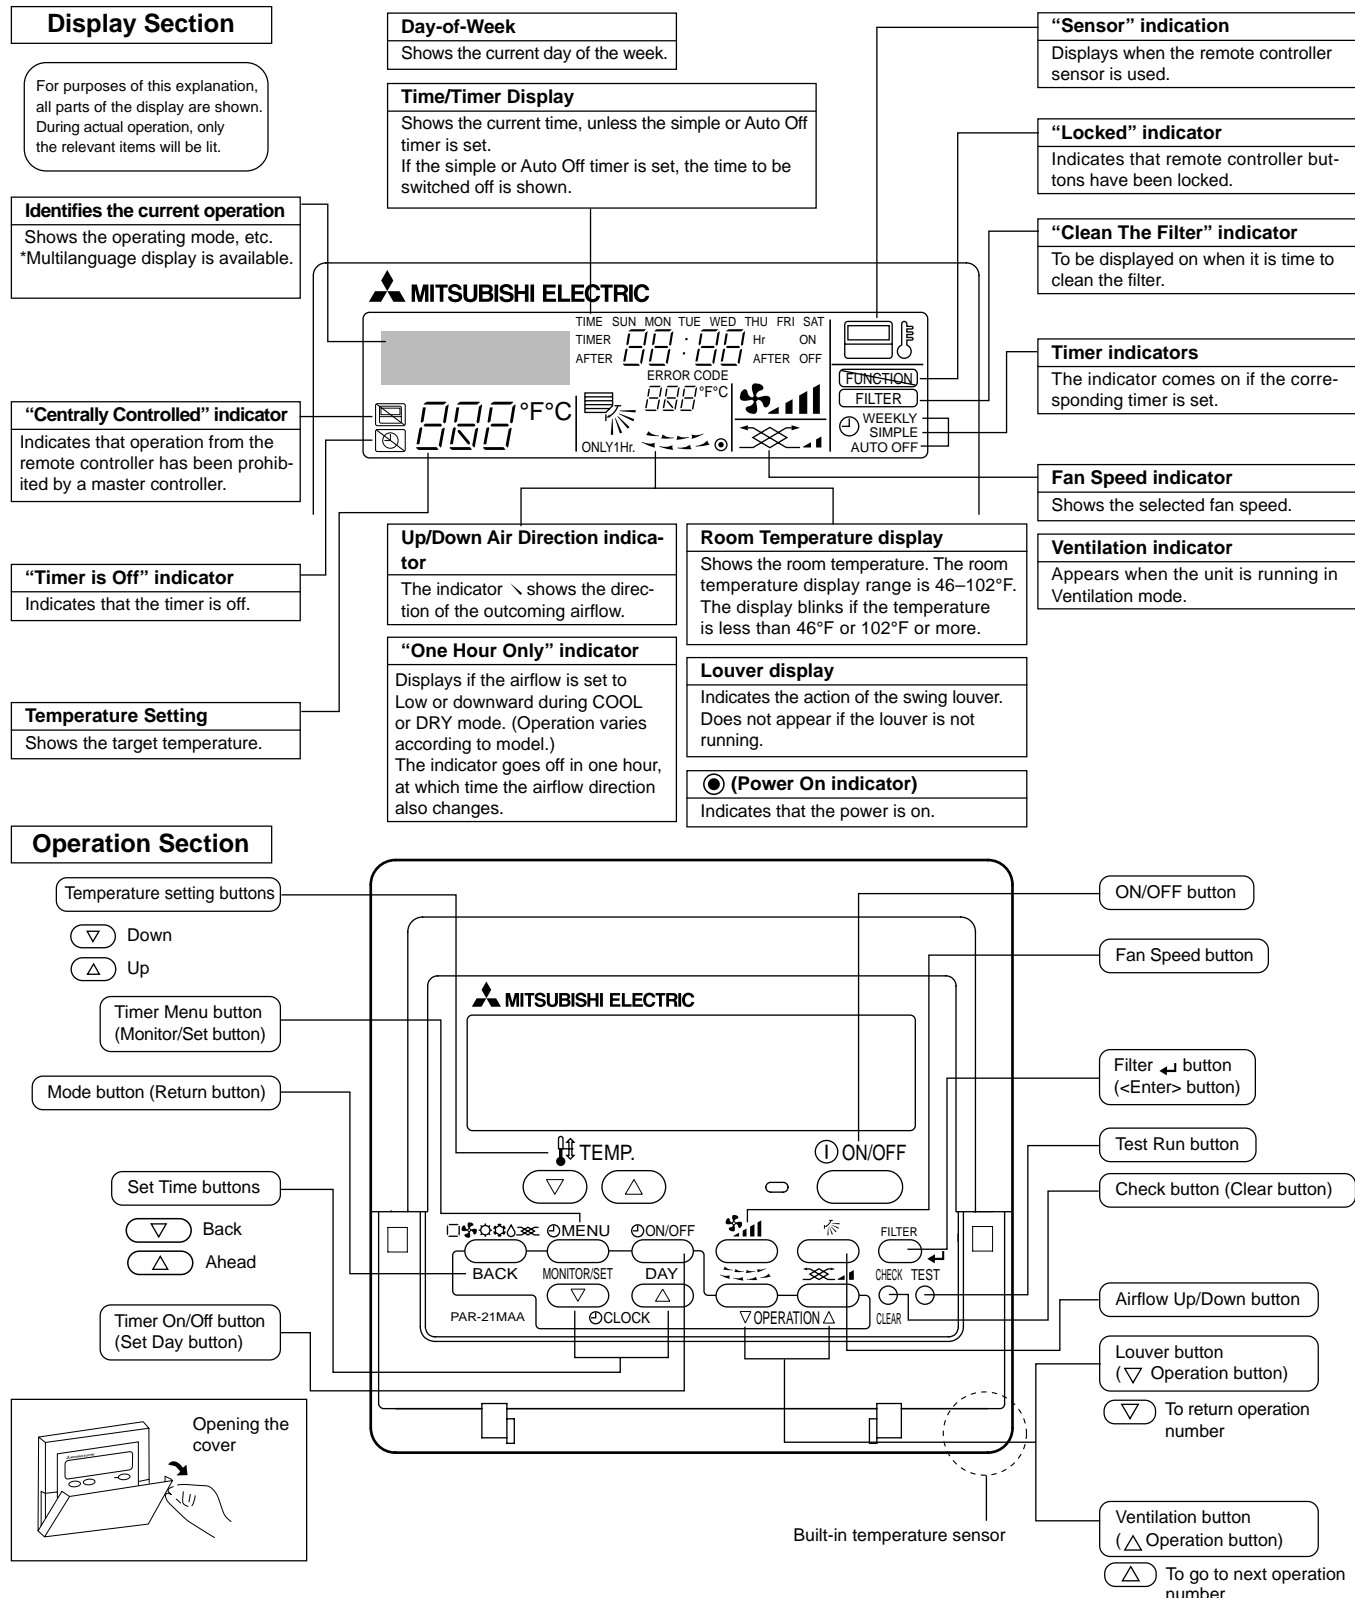 Display Section
For purposes of this explanation,
all parts of the display are shown.
During actual operation, only
the relevant items will be lit.
Identifies the current operation
Shows the operating mode, etc.
*Multilanguage display is available.
“Centrally Controlled” indicator
Indicates that operation from the
remote controller has been prohib-
ited by a master controller.
“Timer is Off” indicator
Indicates that the timer is off.
Temperature Setting
Shows the target temperature.
Day-of-Week
Shows the current day of the week.
Time/Timer Display
Shows the current time, unless the simple or Auto Off
timer is set.
If the simple or Auto Off timer is set, the time to be
switched off is shown.
“Sensor” indication
Displays when the remote controller
sensor is used.
“Locked” indicator
Indicates that remote controller but-
tons have been locked.
“Clean The Filter” indicator
To be displayed on when it is time to
clean the filter.
Timer indicators
The indicator comes on if the corre-
sponding timer is set.
Fan Speed indicator
Shows the selected fan speed.
Ventilation indicator
Appears when the unit is running in
Ventilation mode.
MITSUBISHI ELECTRIC
TIME SUN MON TUE WED THU FRI SAT
TIMER 88:88 Hr ON
AFTER AFTER OFF
ERROR CODE
888 °F°C
888 °F°C
ONLY1Hr.
FUNCTION
FILTER
WEEKLY
SIMPLE
AUTO OFF
Up/Down Air Direction indica-
tor
The indicator ⟍ shows the direc-
tion of the outcoming airflow.
“One Hour Only” indicator
Displays if the airflow is set to
Low or downward during COOL
or DRY mode. (Operation varies
according to model.)
The indicator goes off in one hour,
at which time the airflow direction
also changes.
Room Temperature display
Shows the room temperature. The room
temperature display range is 46–102°F.
The display blinks if the temperature
is less than 46°F or 102°F or more.
Louver display
Indicates the action of the swing louver.
Does not appear if the louver is not
running.
◉ (Power On indicator)
Indicates that the power is on.
Operation Section
Temperature setting buttons
▽ Down
△ Up
Timer Menu button
(Monitor/Set button)
Mode button (Return button)
Set Time buttons
▽ Back
△ Ahead
Timer On/Off button
(Set Day button)
Opening the
cover
MITSUBISHI ELECTRIC
TEMP.
ON/OFF
▽ △
MENU ON/OFF FILTER
BACK MONITOR/SET DAY CHECK TEST
▽ △
PAR-21MAA CLOCK ▽ OPERATION △ CLEAR
ON/OFF button
Fan Speed button
Filter ↵ button
(<Enter> button)
Test Run button
Check button (Clear button)
Airflow Up/Down button
Louver button
(▽ Operation button)
▽ To return operation
number
Ventilation button
(△ Operation button)
△ To go to next operation
number
Built-in temperature sensor